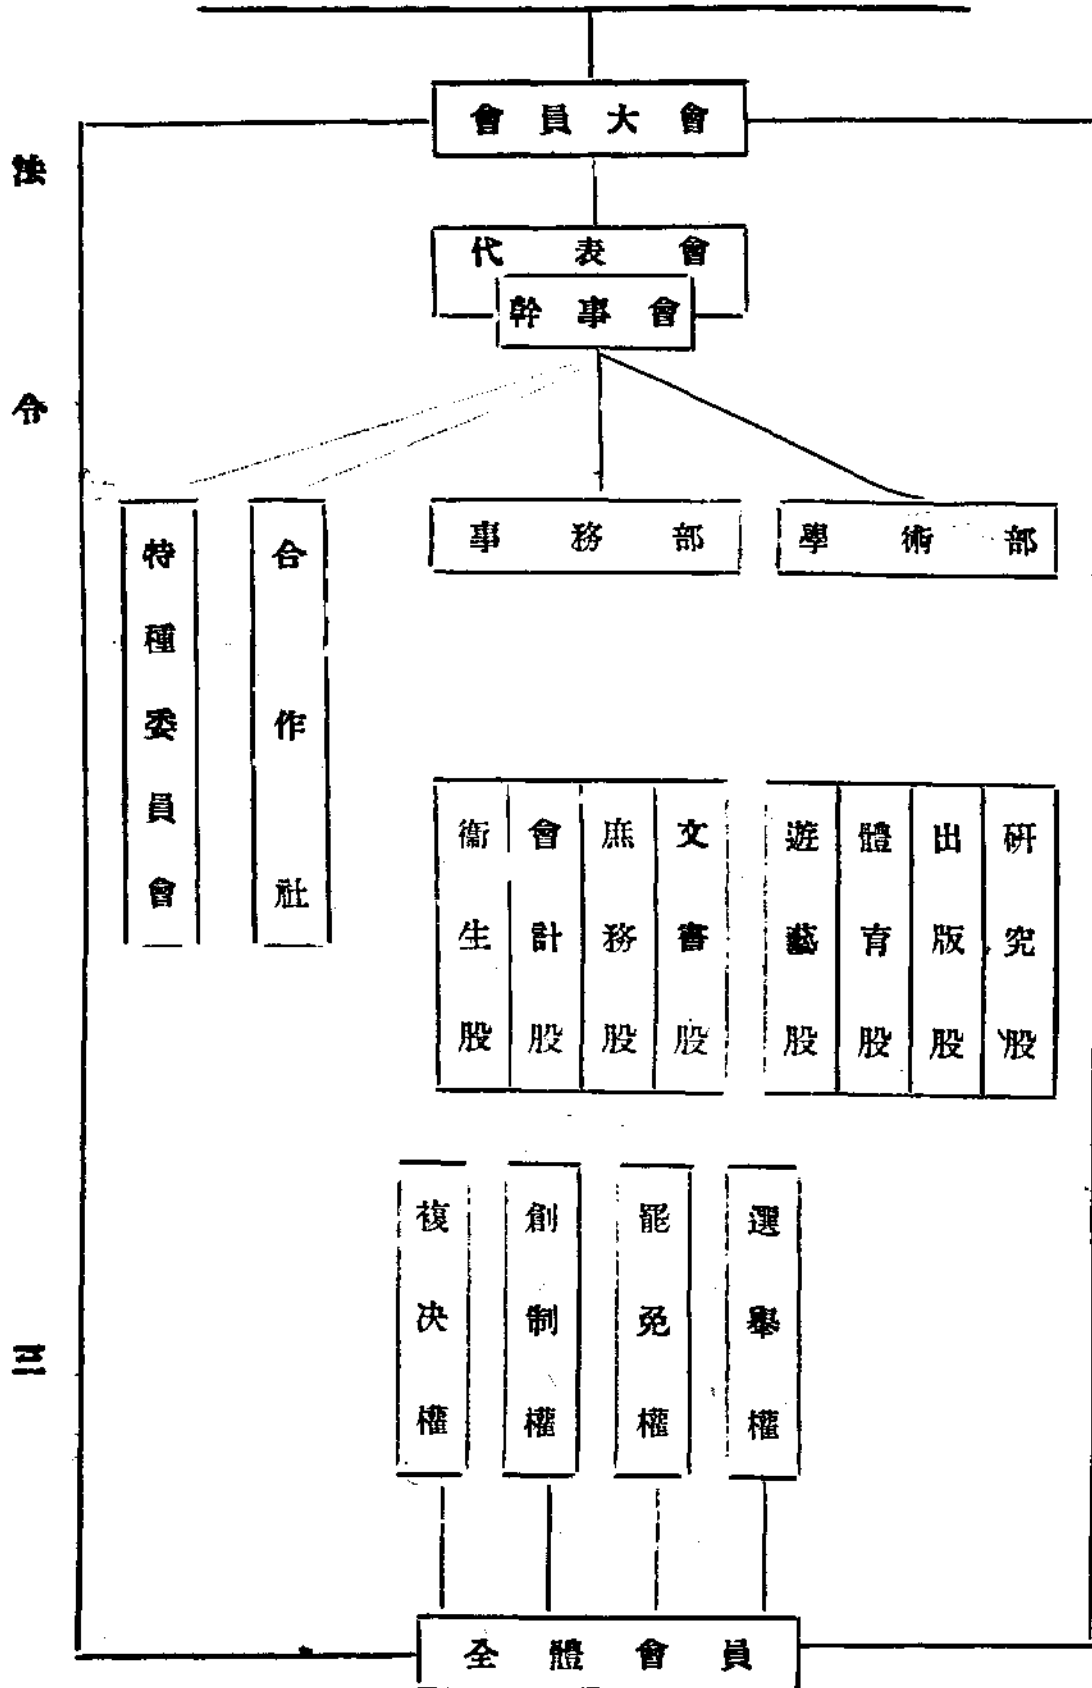 會員大會
代表會
幹事會
學術部
事務部
合作社
特種委員會
研究股
出版股
體育股
遊藝股
文書股
庶務股
會計股
衞生股
選舉權
罷免權
創制權
複決權
全體會員
法令
三